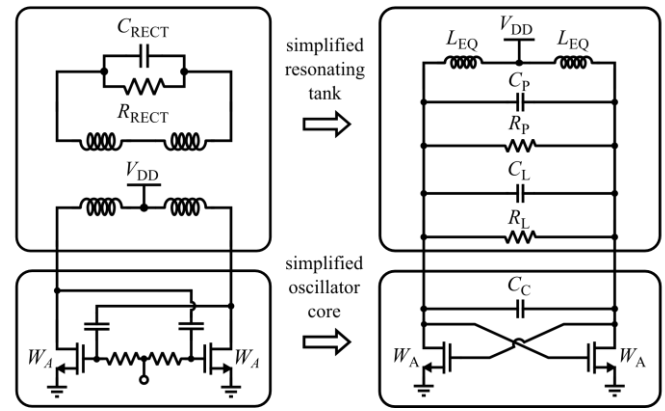 C_RECT
R_RECT
V_DD
W_A
W_A
simplified
resonating
tank
simplified
oscillator
core
V_DD
L_EQ
L_EQ
C_P
R_P
C_L
R_L
C_C
W_A
W_A